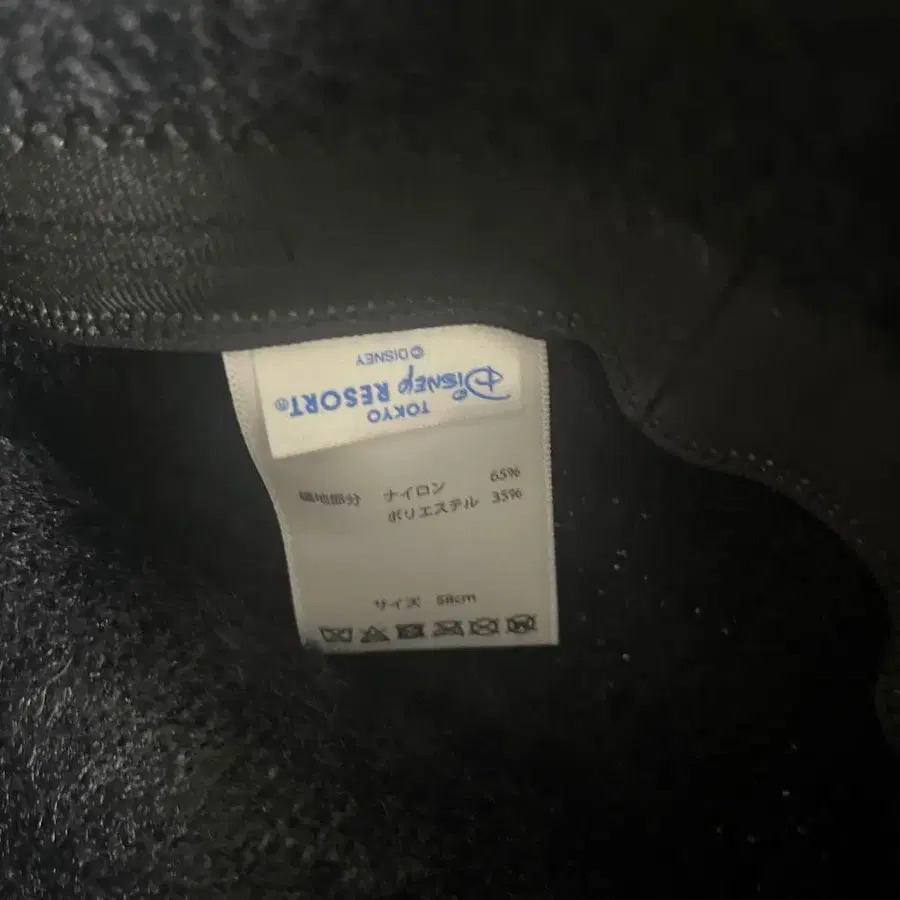 TOKYO
DISNEY RESORT®
© DISNEY
繊地部分 ナイロン 65%
ポリエステル 35%
サイズ 58cm